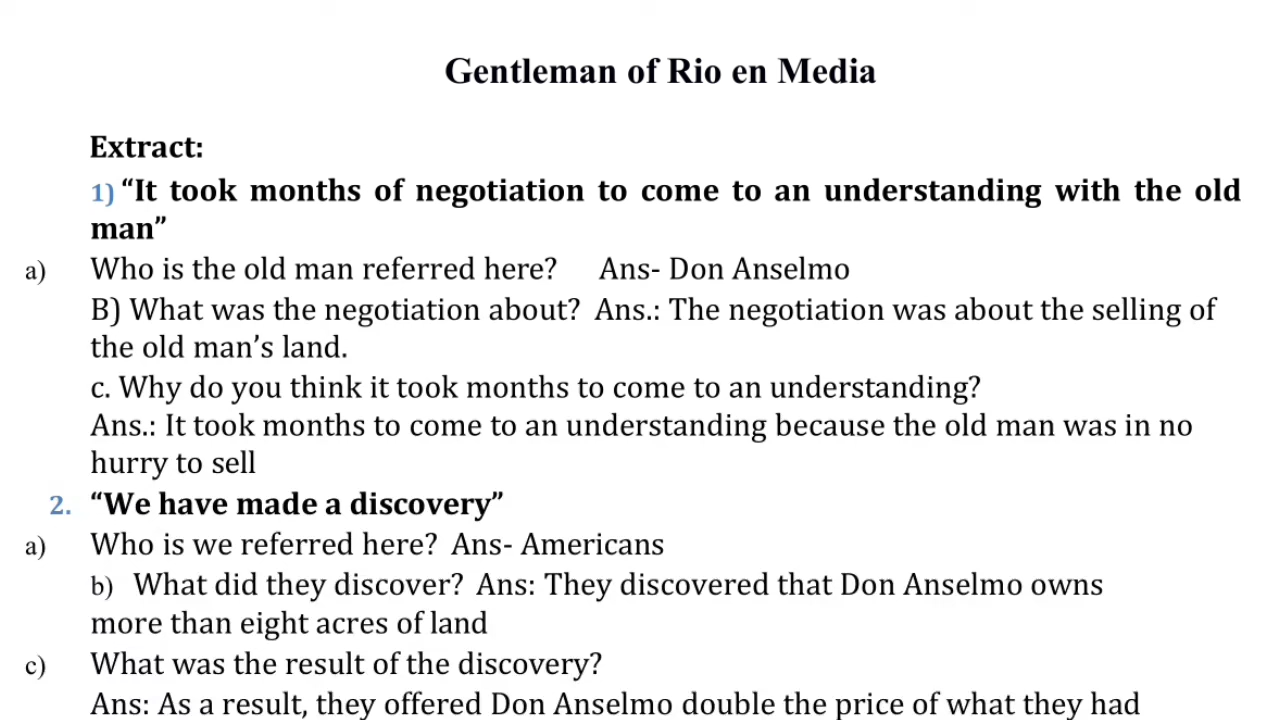 Gentleman of Rio en Media
Extract:
1) “It took months of negotiation to come to an understanding with the old
man”
a) Who is the old man referred here? Ans- Don Anselmo
B) What was the negotiation about? Ans.: The negotiation was about the selling of
the old man’s land.
c. Why do you think it took months to come to an understanding?
Ans.: It took months to come to an understanding because the old man was in no
hurry to sell
2. “We have made a discovery”
a) Who is we referred here? Ans- Americans
b) What did they discover? Ans: They discovered that Don Anselmo owns
more than eight acres of land
c) What was the result of the discovery?
Ans: As a result, they offered Don Anselmo double the price of what they had